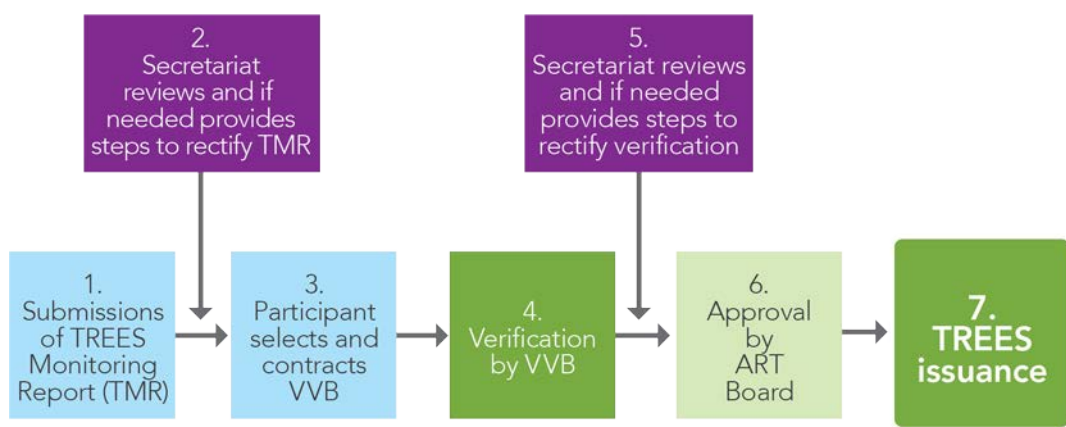 2.
Secretariat
reviews and if
needed provides
steps to rectify TMR
5.
Secretariat reviews
and if needed
provides steps to
rectify verification
1.
Submissions
of TREES
Monitoring
Report (TMR)
3.
Participant
selects and
contracts
VVB
4.
Verification
by VVB
6.
Approval
by
ART
Board
7.
TREES
issuance